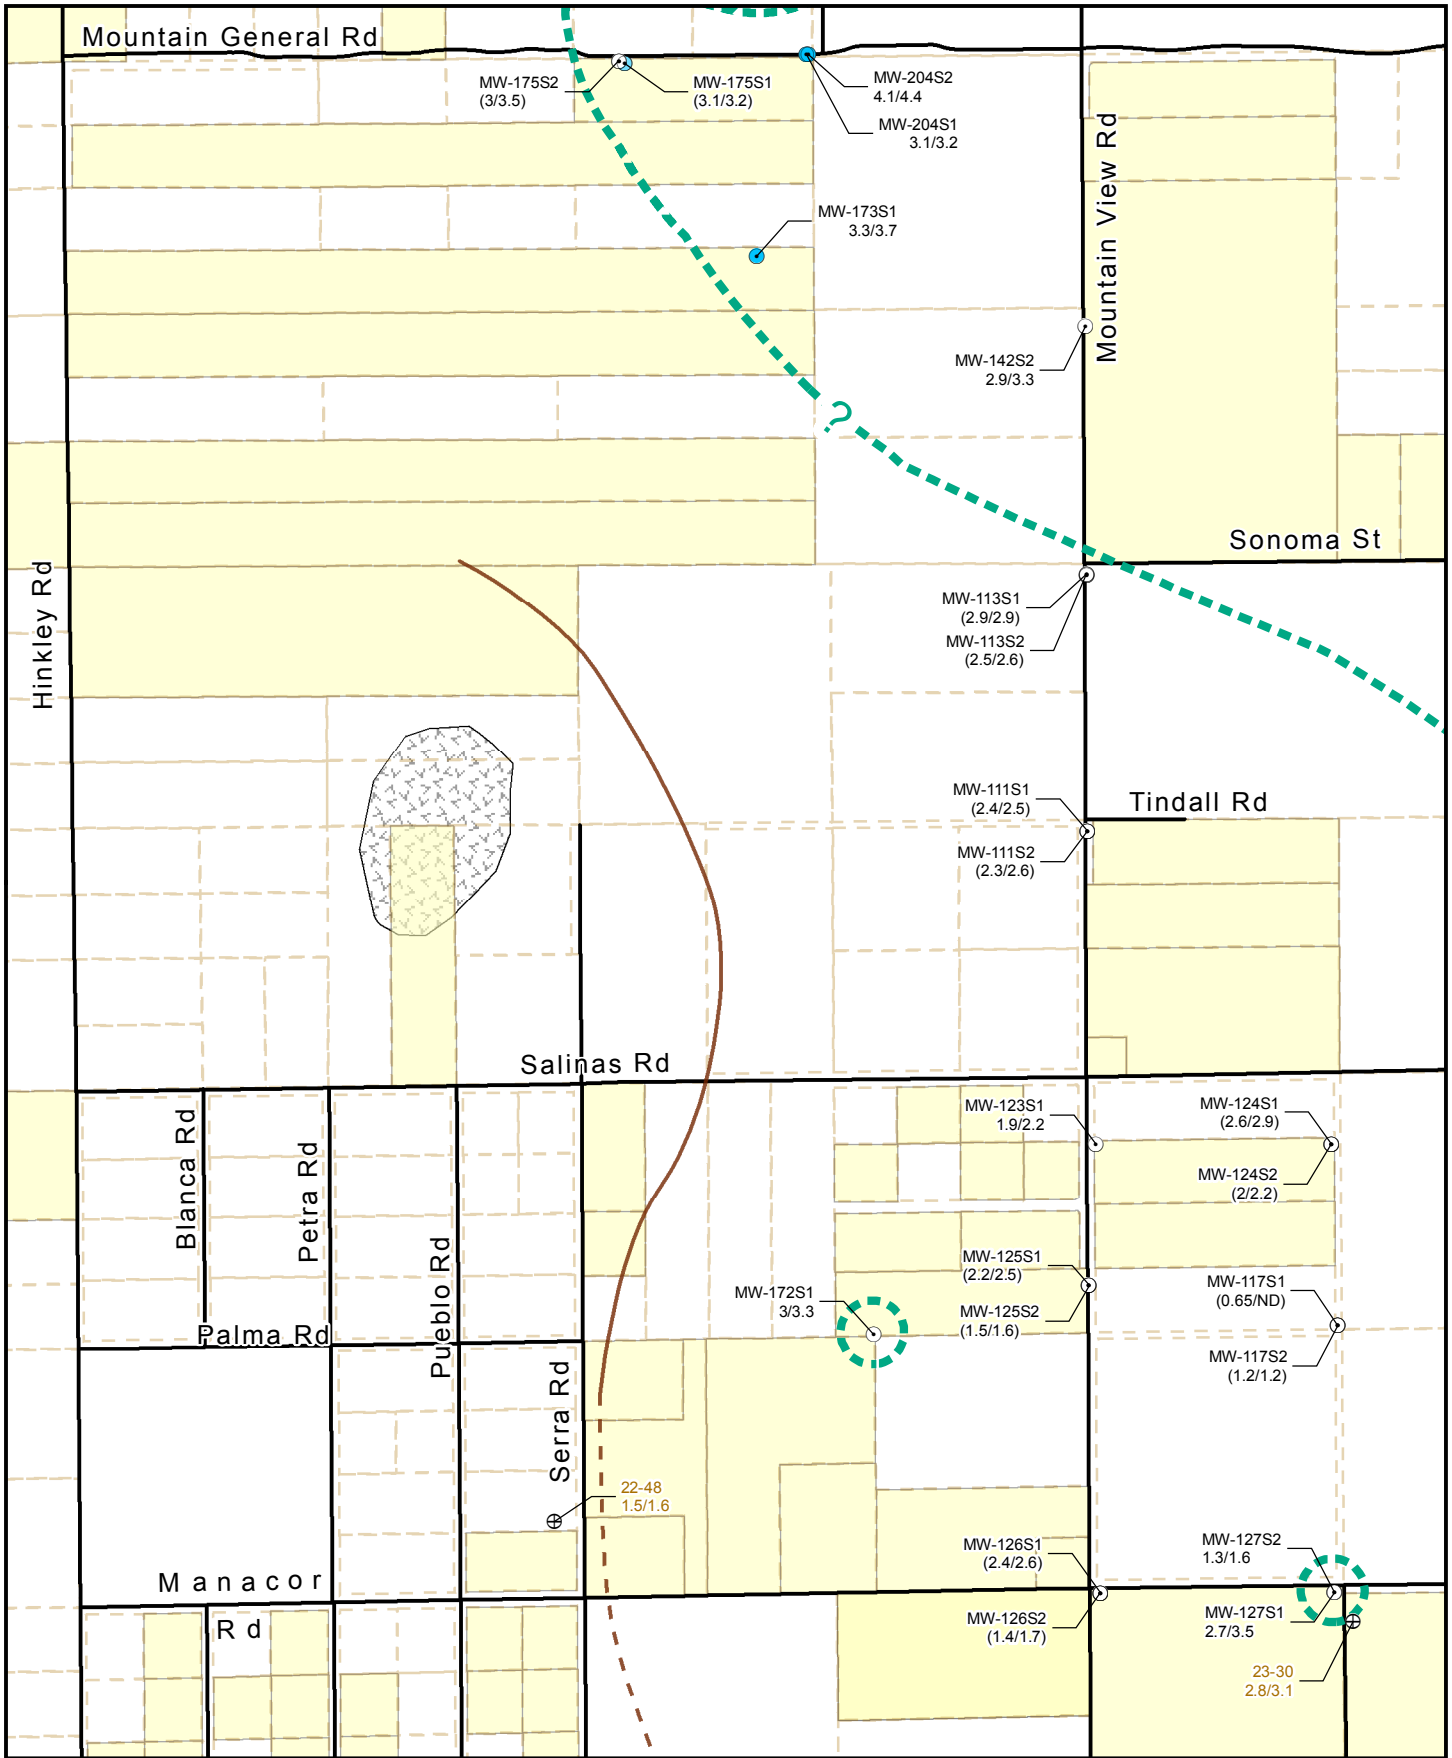 Mountain General Rd
MW-175S2
(3/3.5)
MW-175S1
(3.1/3.2)
MW-204S2
4.1/4.4
MW-204S1
3.1/3.2
Mountain View Rd
MW-173S1
3.3/3.7
MW-142S2
2.9/3.3
?
Sonoma St
Hinkley Rd
MW-113S1
(2.9/2.9)
MW-113S2
(2.5/2.6)
MW-111S1
(2.4/2.5)
Tindall Rd
MW-111S2
(2.3/2.6)
Salinas Rd
MW-123S1
1.9/2.2
MW-124S1
(2.6/2.9)
Blanca Rd
Petra Rd
MW-124S2
(2/2.2)
Pueblo Rd
MW-125S1
(2.2/2.5)
MW-172S1
3/3.3
MW-125S2
(1.5/1.6)
MW-117S1
(0.65/ND)
Palma Rd
MW-117S2
(1.2/1.2)
Serra Rd
22-48
1.5/1.6
MW-126S1
(2.4/2.6)
MW-127S2
1.3/1.6
Manacor
Rd
MW-126S2
(1.4/1.7)
MW-127S1
2.7/3.5
23-30
2.8/3.1